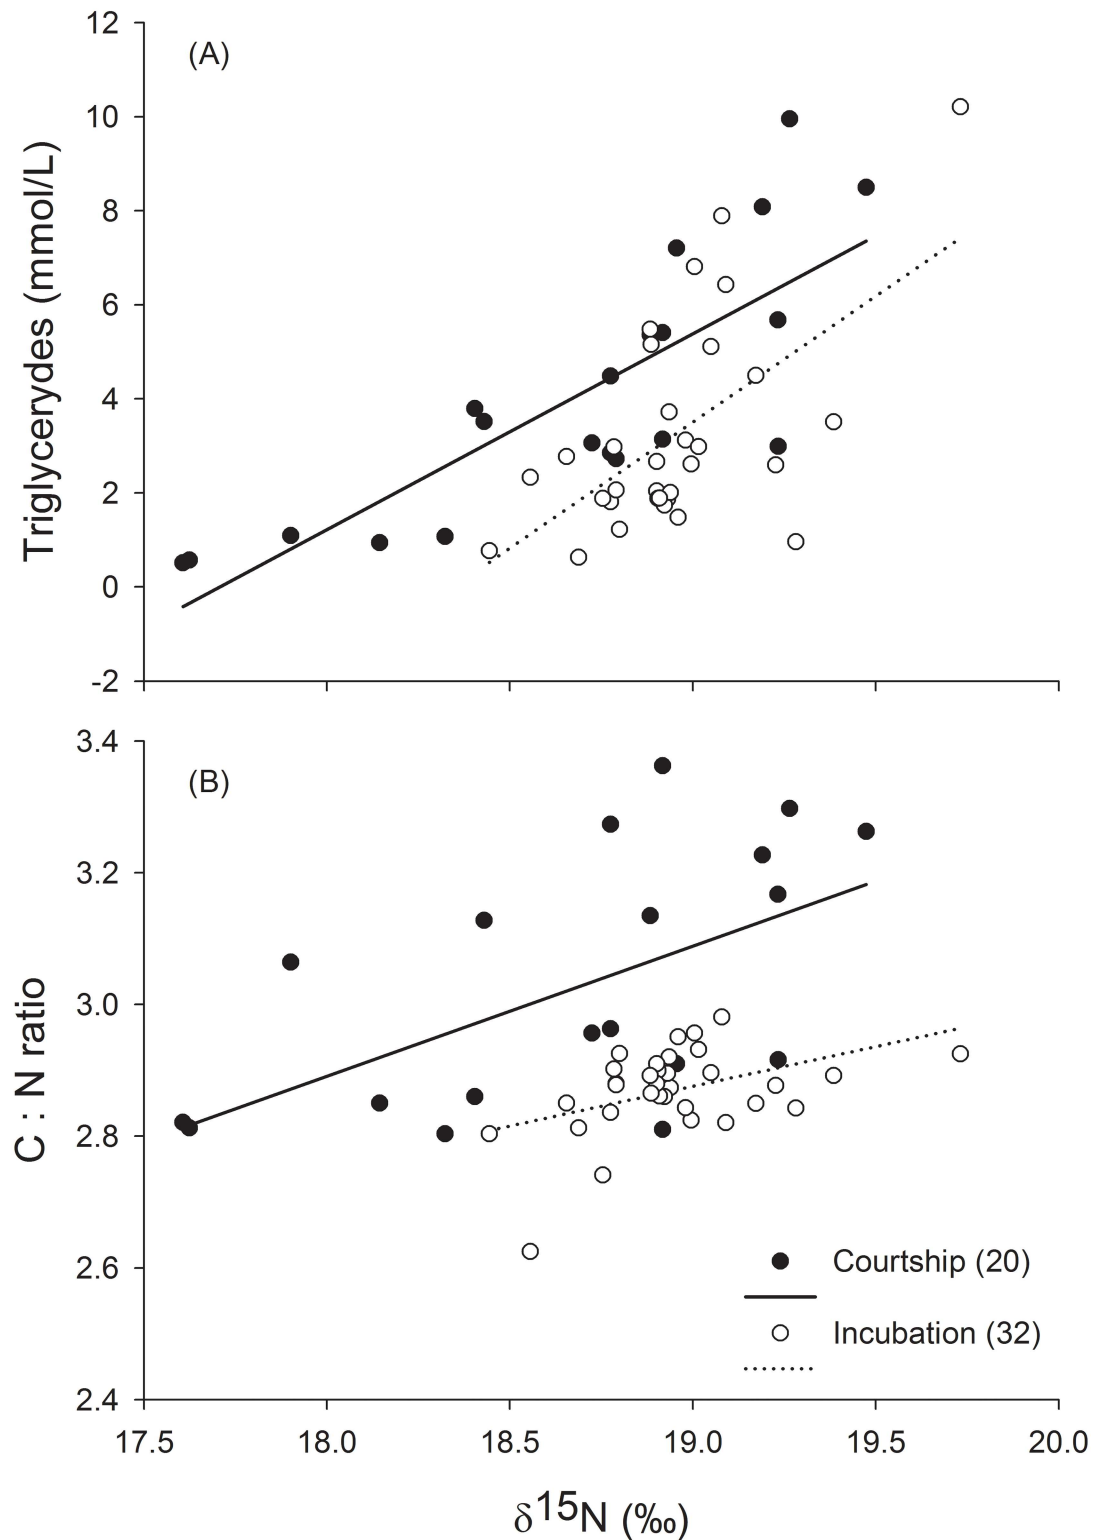 12
(A)
10
8
6
4
2
0
-2
Triglycerydes (mmol/L)
3.4
(B)
3.2
3.0
2.8
2.6
2.4
C : N ratio
Courtship (20)
Incubation (32)
17.5 18.0 18.5 19.0 19.5 20.0
δ15N (‰)